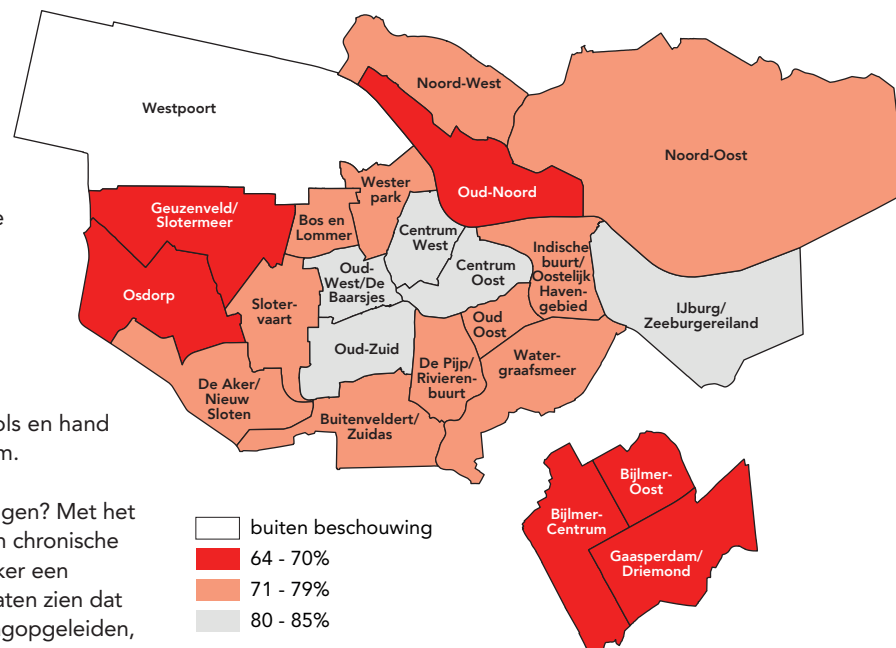 Noord-West
Westpoort
Noord-Oost
Wester
park
Oud-Noord
Geuzenveld/
Slotermeer
Bos en
Lommer
Centrum
West
Centrum
Oost
Indische
buurt/
Oostelijk
Haven-
gebied
Oud-
West/De
Baarsjes
Osdorp
Sloter-
vaart
IJburg/
Zeeburgereiland
Oud
Oost
Oud-Zuid
De Pijp/
Rivieren-
buurt
Water-
graafsmeer
De Aker/
Nieuw
Sloten
Buitenveldert/
Zuidas
Bijlmer-
Oost
Bijlmer-
Centrum
Gaasperdam/
Driemond
buiten beschouwing
64 - 70%
71 - 79%
80 - 85%
e
ols en hand
m.
gen? Met het
n chronische
ker een
aten zien dat
gopgeleiden,